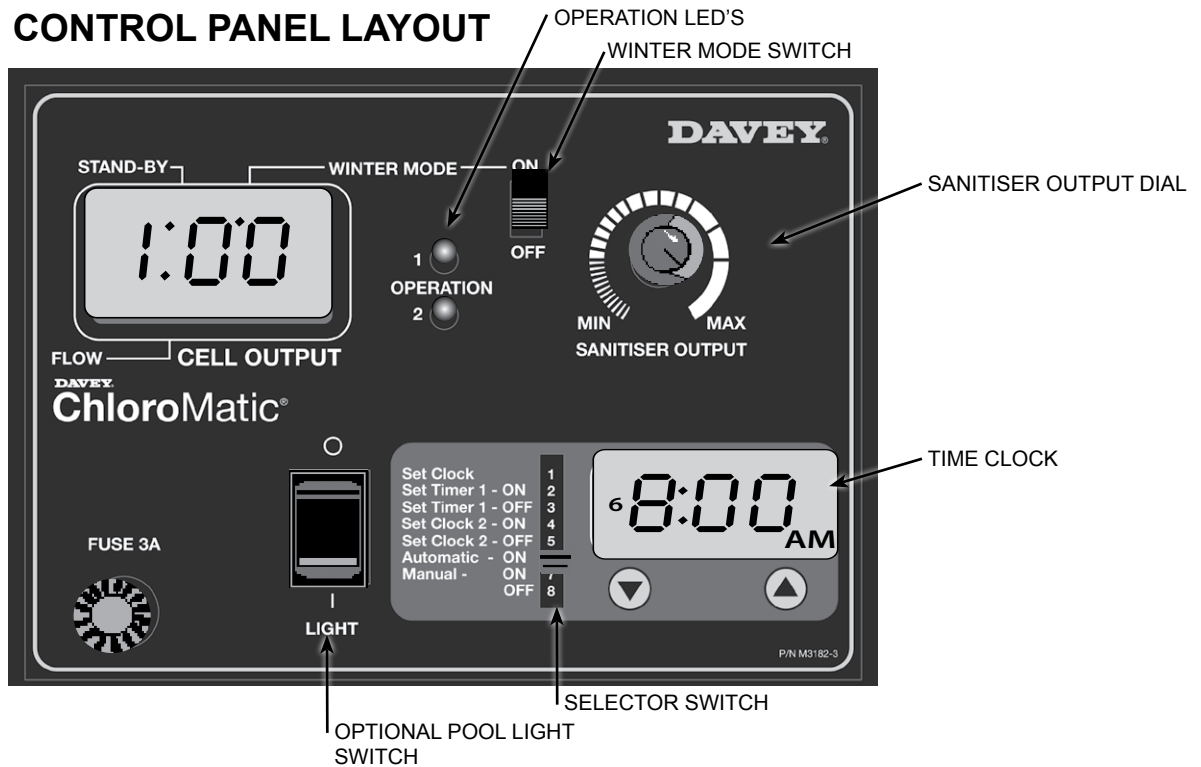 CONTROL PANEL LAYOUT
OPERATION LED'S
WINTER MODE SWITCH
DAVEY®
STAND-BY
WINTER MODE
ON
SANITISER OUTPUT DIAL
1:00
OFF
1
OPERATION
2
MIN
MAX
SANITISER OUTPUT
FLOW
CELL OUTPUT
DAVEY.
ChloroMatic®
TIME CLOCK
Set Clock 1
Set Timer 1 - ON 2
Set Timer 1 - OFF 3
Set Clock 2 - ON 4
Set Clock 2 - OFF 5
Automatic - ON
Manual - ON 7
OFF 8
6 8:00 AM
FUSE 3A
LIGHT
P/N M3182-3
SELECTOR SWITCH
OPTIONAL POOL LIGHT
SWITCH